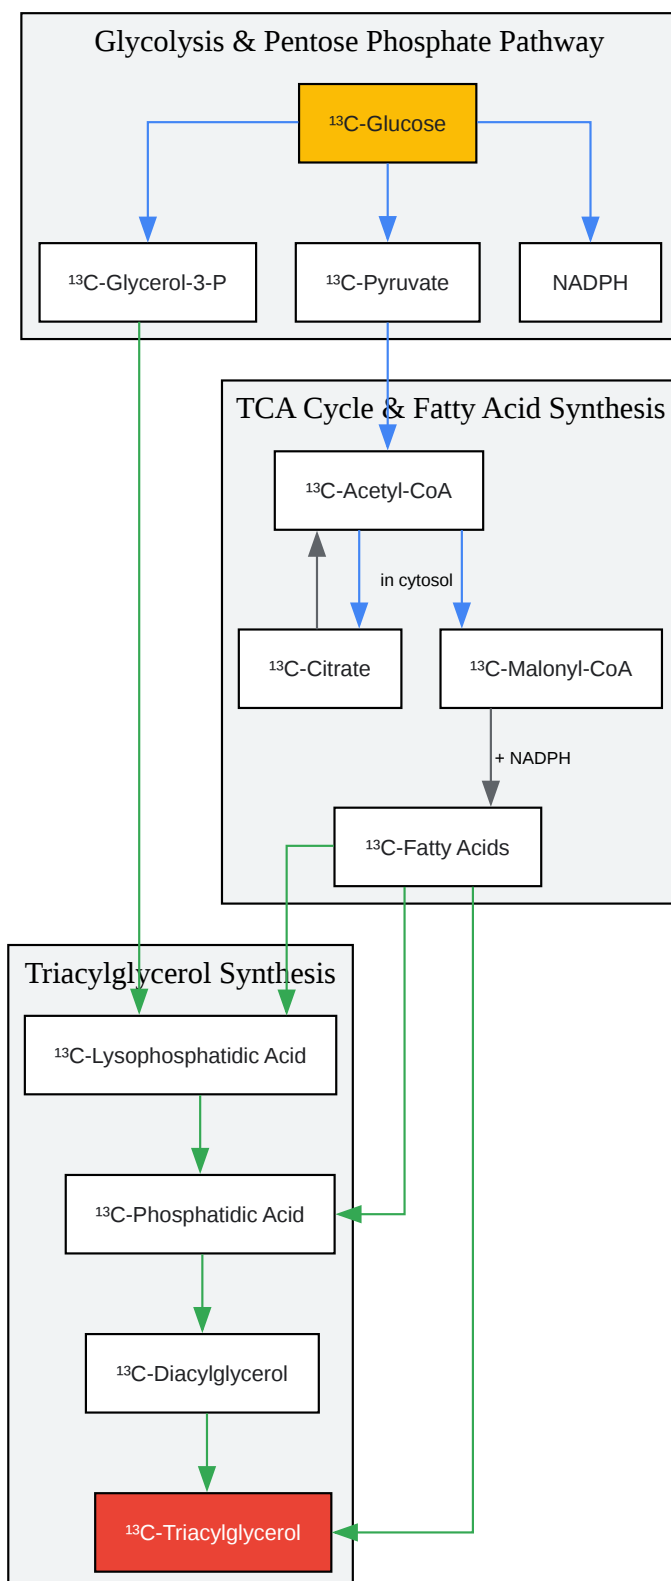 Glycolysis & Pentose Phosphate Pathway
¹³C-Glucose
¹³C-Glycerol-3-P
¹³C-Pyruvate
NADPH
TCA Cycle & Fatty Acid Synthesis
¹³C-Acetyl-CoA
in cytosol
¹³C-Citrate
¹³C-Malonyl-CoA
+ NADPH
¹³C-Fatty Acids
Triacylglycerol Synthesis
¹³C-Lysophosphatidic Acid
¹³C-Phosphatidic Acid
¹³C-Diacylglycerol
¹³C-Triacylglycerol